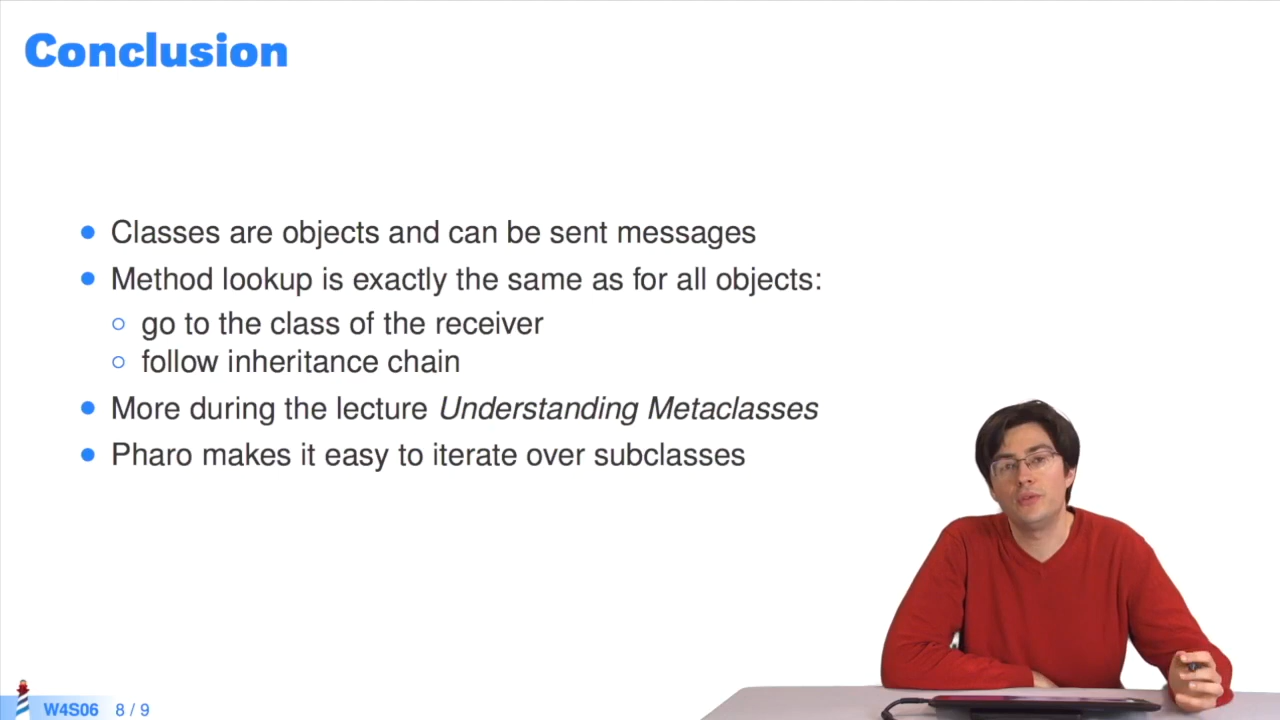 Conclusion
Classes are objects and can be sent messages
Method lookup is exactly the same as for all objects:
go to the class of the receiver
follow inheritance chain
More during the lecture Understanding Metaclasses
Pharo makes it easy to iterate over subclasses
W4S06 8 / 9